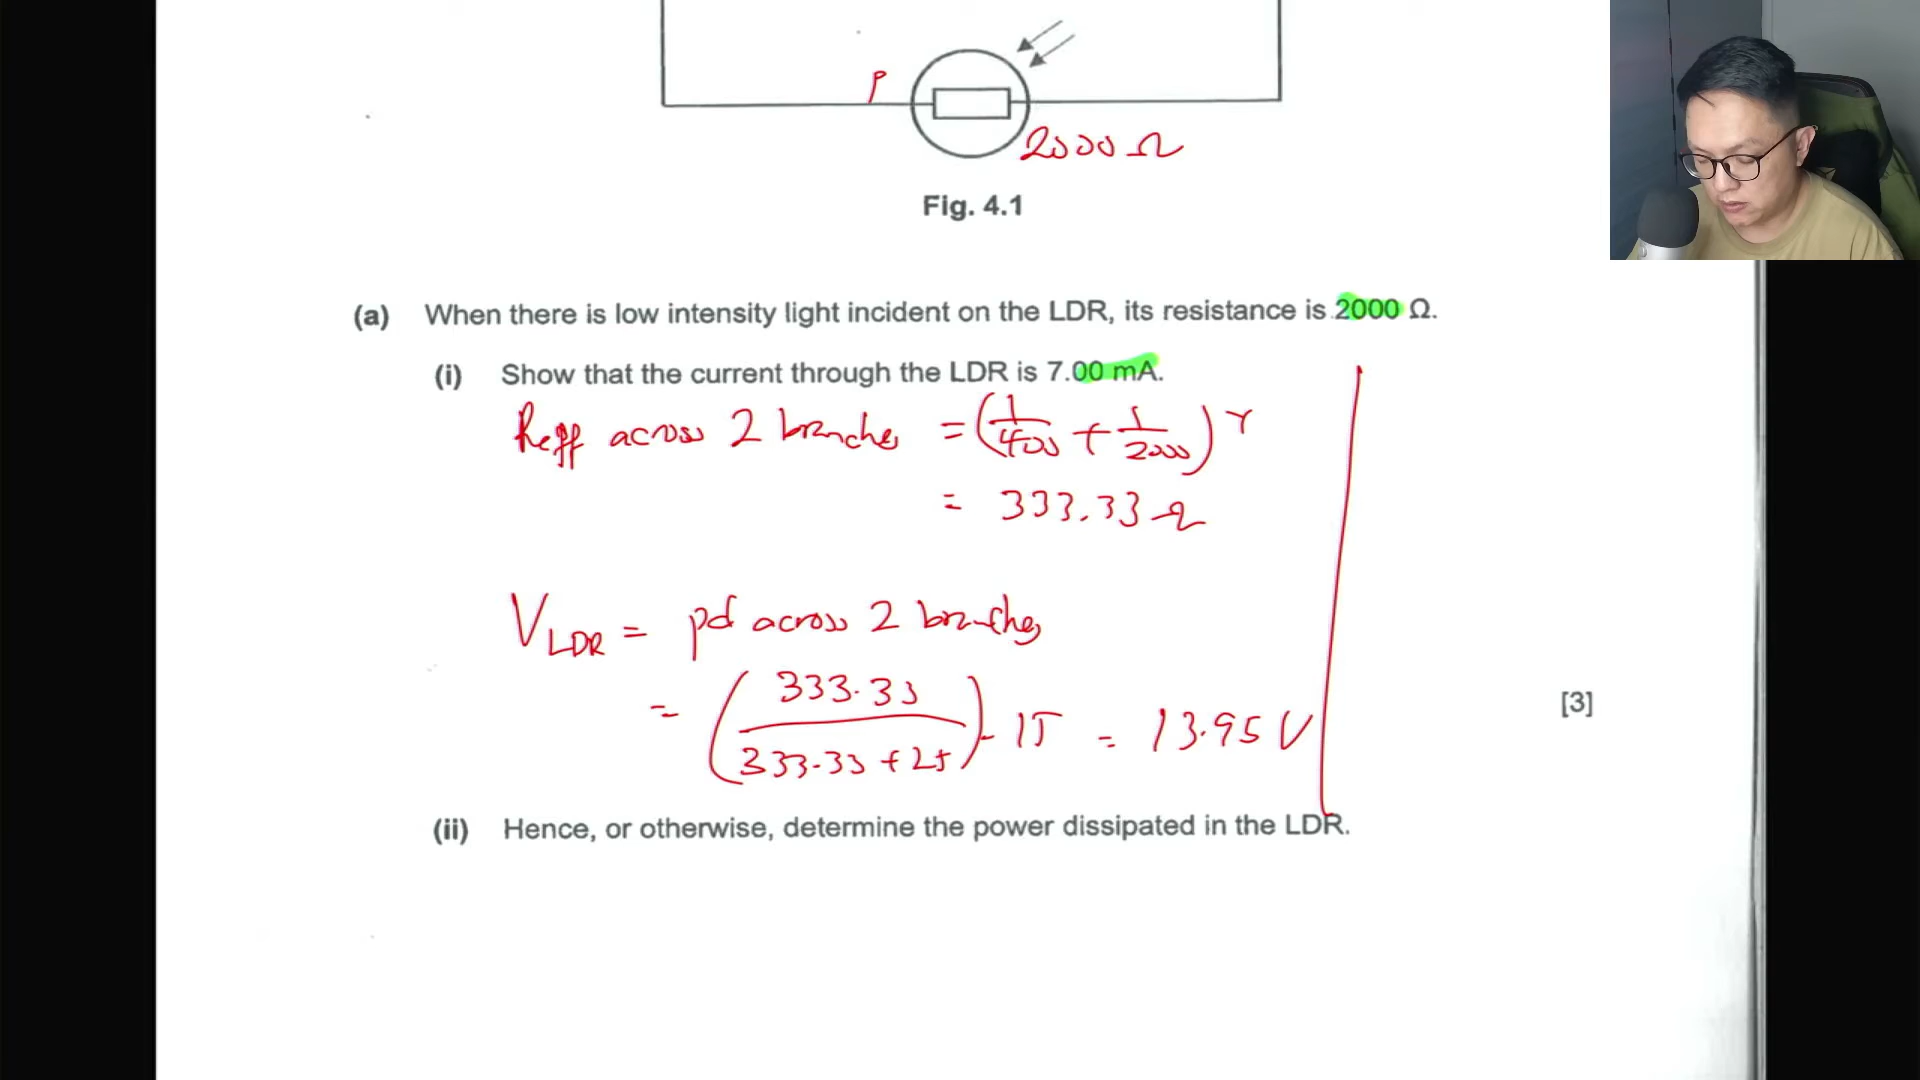 P
2000 Ω
Fig. 4.1
(a) When there is low intensity light incident on the LDR, its resistance is 2000 Ω.
(i) Show that the current through the LDR is 7.00 mA.
Reff across 2 branches = (1/400 + 1/2000)
= 333.33 Ω
VLDR = pd across 2 branches
= (333.33 / 333.33 + 25) · 15 = 13.95 V
[3]
(ii) Hence, or otherwise, determine the power dissipated in the LDR.